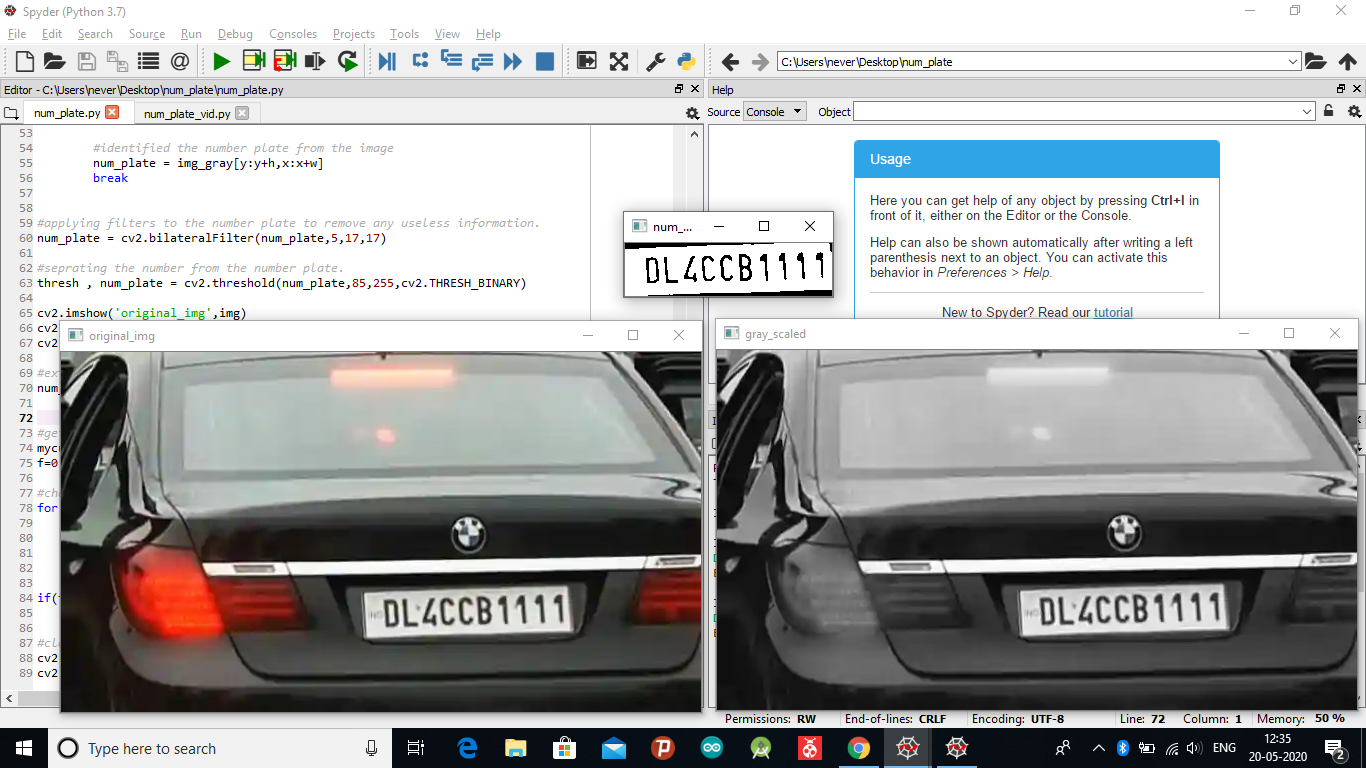 Spyder (Python 3.7)
File Edit Search Source Run Debug Consoles Projects Tools View Help
C:\Users\never\Desktop\num_plate
Editor - C:\Users\never\Desktop\num_plate\num_plate.py
Help
num_plate.py num_plate_vid.py
Source Console Object
53
54 #identified the number plate from the image
55 num_plate = img_gray[y:y+h,x:x+w]
56 break
57
58
59 #applying filters to the number plate to remove any useless information.
60 num_plate = cv2.bilateralFilter(num_plate,5,17,17)
61
62 #seprating the number from the number plate.
63 thresh , num_plate = cv2.threshold(num_plate,85,255,cv2.THRESH_BINARY)
64
65 cv2.imshow('original_img',img)
66 cv2
67 cv2
68
69 #ex
70 num_
71
72
73 #ge
74 myc
75 f=0
76
77 #che
78 for
79
80
81
82
83
84 if(
85
86
87 #cl
88 cv2
89 cv2
Usage
Here you can get help of any object by pressing Ctrl+I in
front of it, either on the Editor or the Console.
Help can also be shown automatically after writing a left
parenthesis next to an object. You can activate this
behavior in Preferences > Help.
New to Spyder? Read our tutorial
num_...
DL4CCB1111
original_img
DL4CCB1111
gray_scaled
DL4CCB1111
Permissions: RW End-of-lines: CRLF Encoding: UTF-8 Line: 72 Column: 1 Memory: 50 %
Type here to search
ENG
12:35
20-05-2020
2